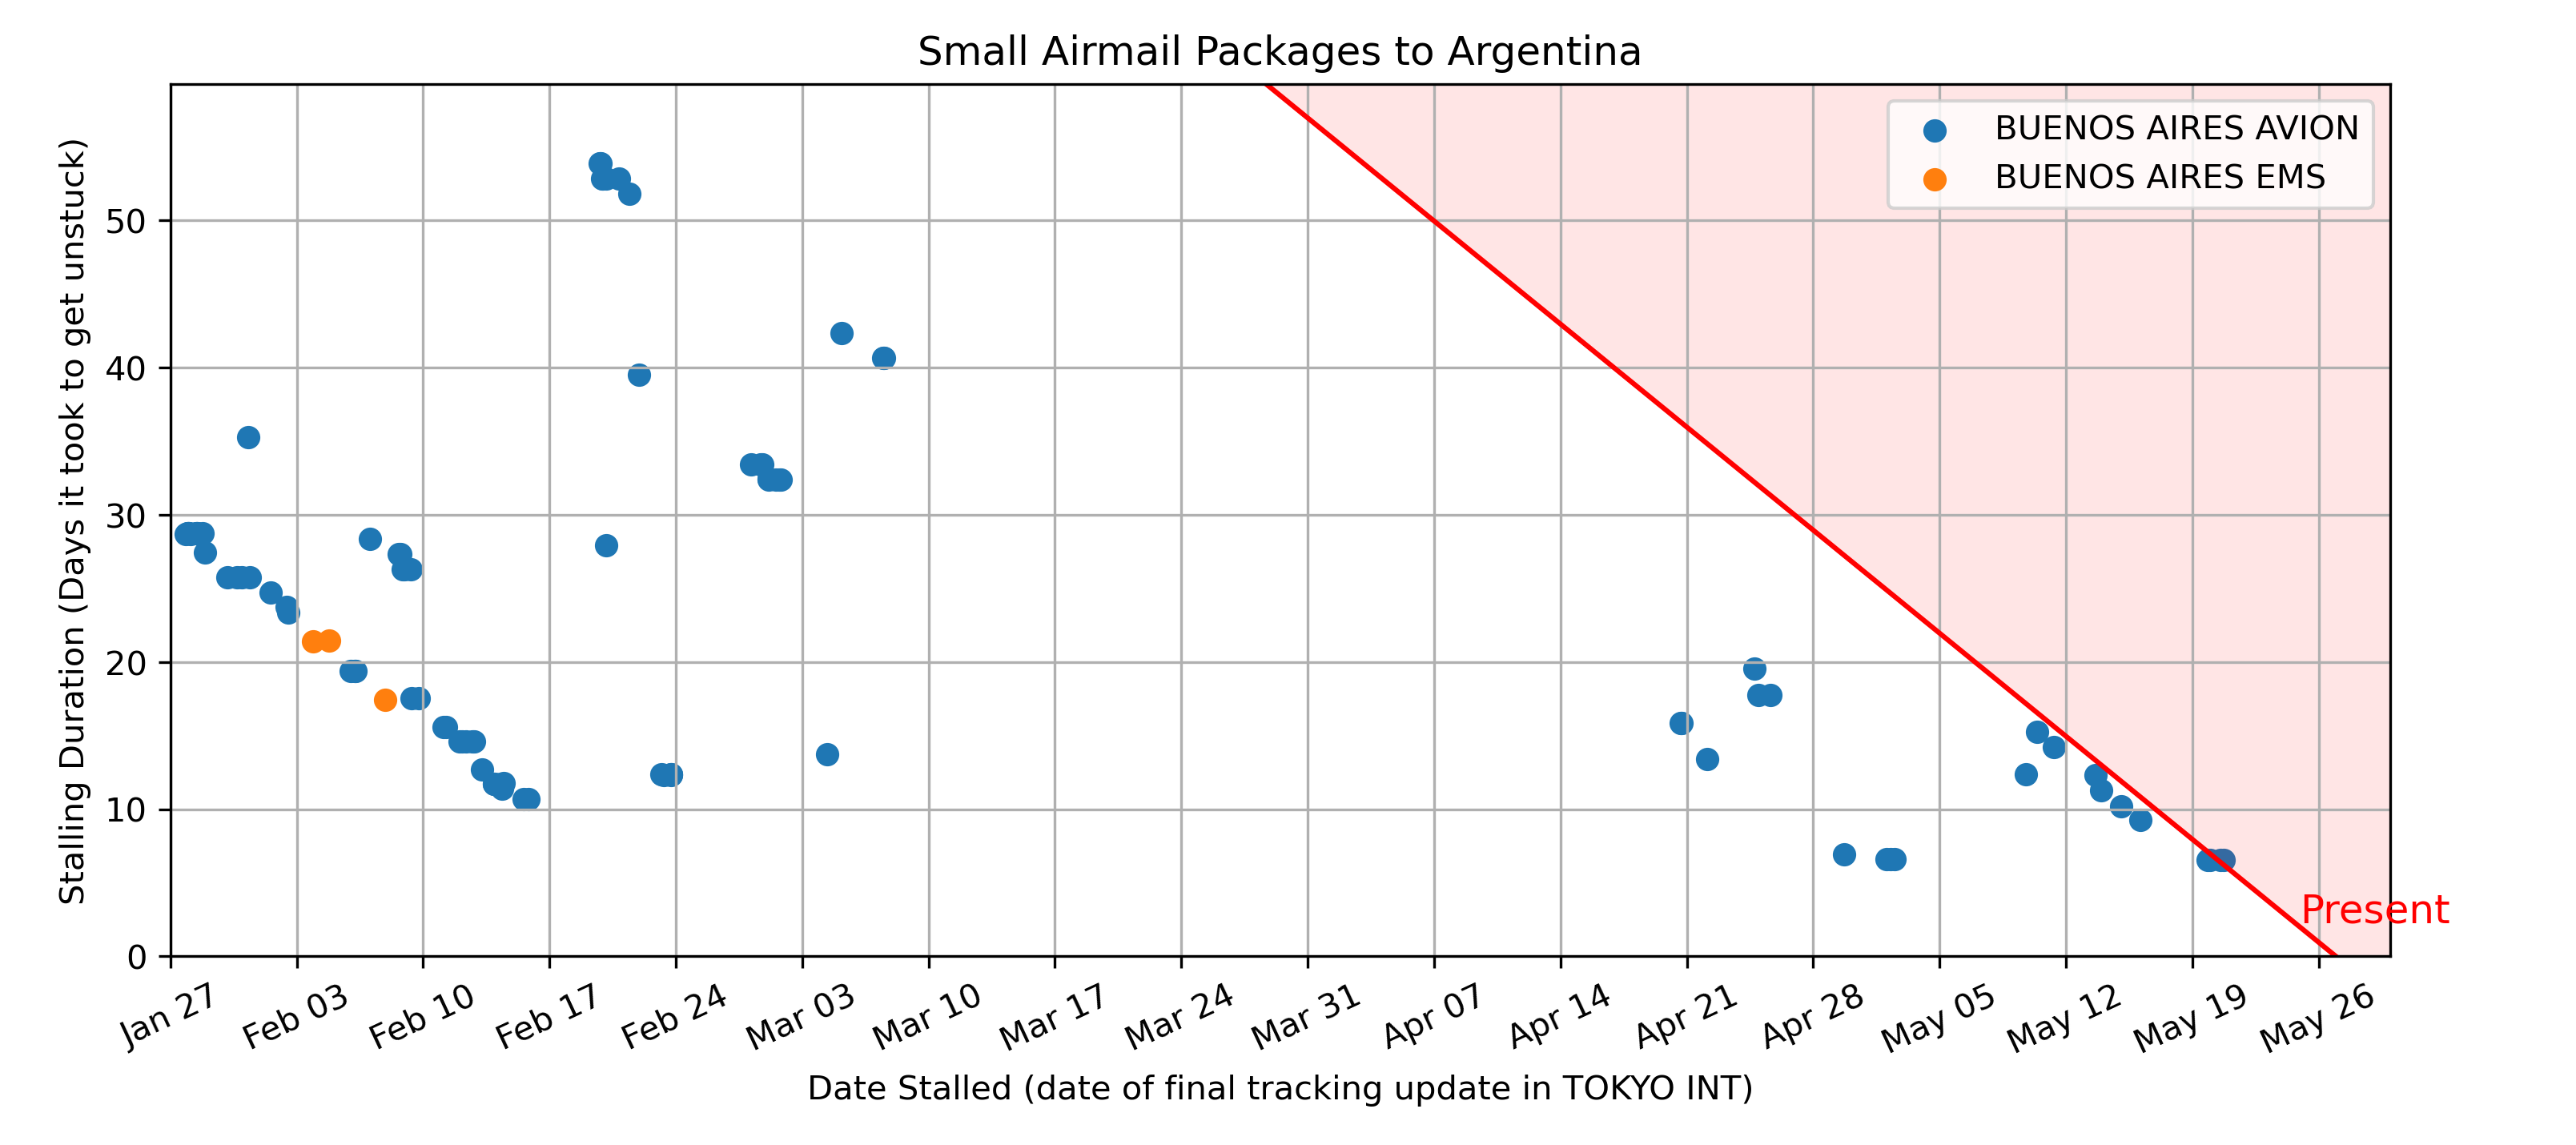 Small Airmail Packages to Argentina
BUENOS AIRES AVION
BUENOS AIRES EMS
Stalling Duration (Days it took to get unstuck)
50
40
30
20
10
0
Present
Jan 27
Feb 03
Feb 10
Feb 17
Feb 24
Mar 03
Mar 10
Mar 17
Mar 24
Mar 31
Apr 07
Apr 14
Apr 21
Apr 28
May 05
May 12
May 19
May 26
Date Stalled (date of final tracking update in TOKYO INT)